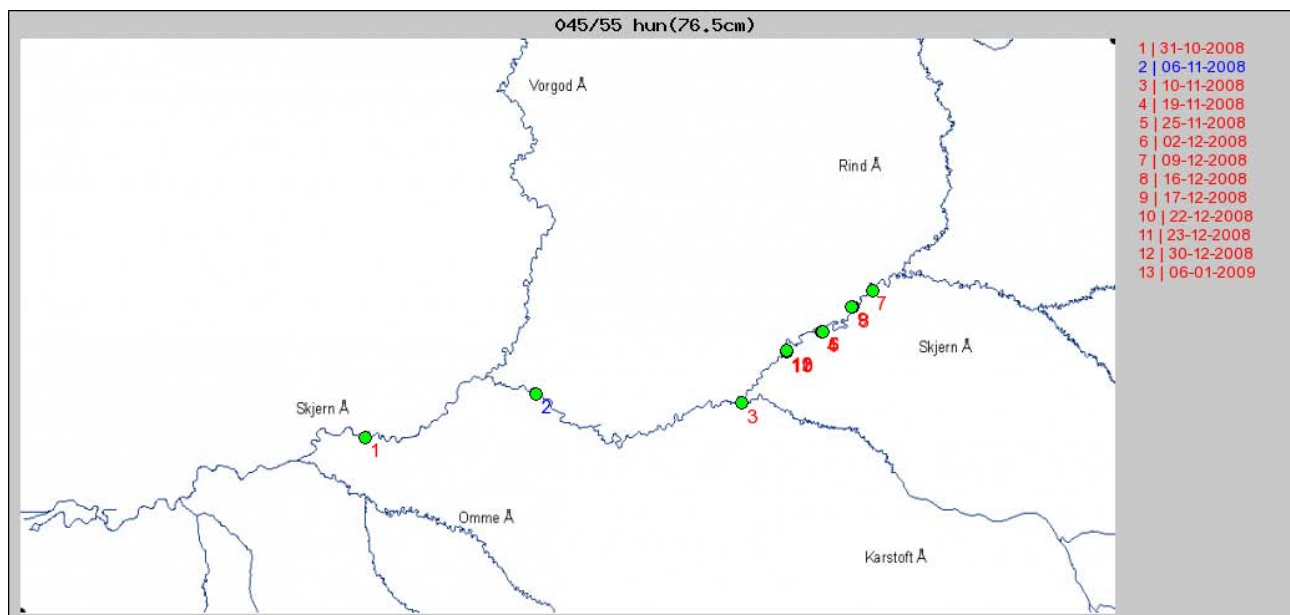 045/55 hun(76.5cm)
Vorgod Å
Rind Å
Skjern Å
Skjern Å
Omme Å
Karstoft Å
1
2
3
7
1 | 31-10-2008
2 | 06-11-2008
3 | 10-11-2008
4 | 19-11-2008
5 | 25-11-2008
6 | 02-12-2008
7 | 09-12-2008
8 | 16-12-2008
9 | 17-12-2008
10 | 22-12-2008
11 | 23-12-2008
12 | 30-12-2008
13 | 06-01-2009